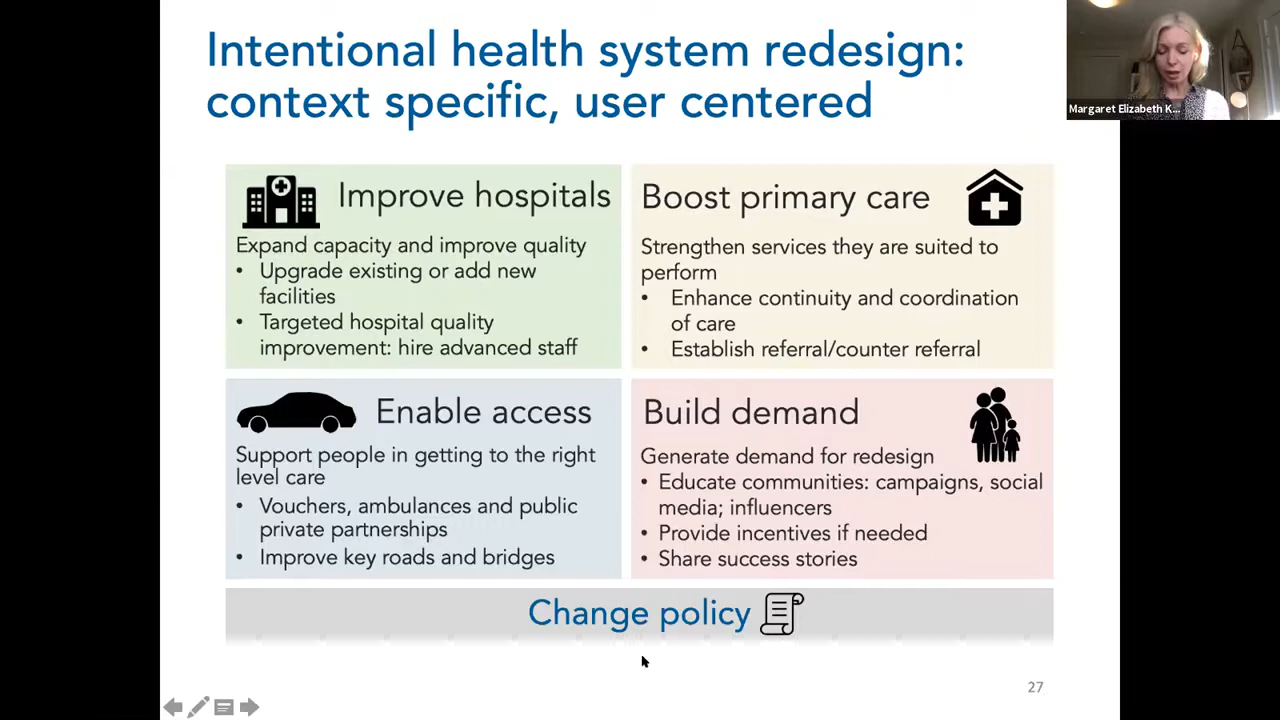 Intentional health system redesign:
context specific, user centered
Margaret Elizabeth K...
Improve hospitals
Expand capacity and improve quality
• Upgrade existing or add new
facilities
• Targeted hospital quality
improvement: hire advanced staff
Boost primary care
Strengthen services they are suited to
perform
• Enhance continuity and coordination
of care
• Establish referral/counter referral
Enable access
Support people in getting to the right
level care
• Vouchers, ambulances and public
private partnerships
• Improve key roads and bridges
Build demand
Generate demand for redesign
• Educate communities: campaigns, social
media; influencers
• Provide incentives if needed
• Share success stories
Change policy
27